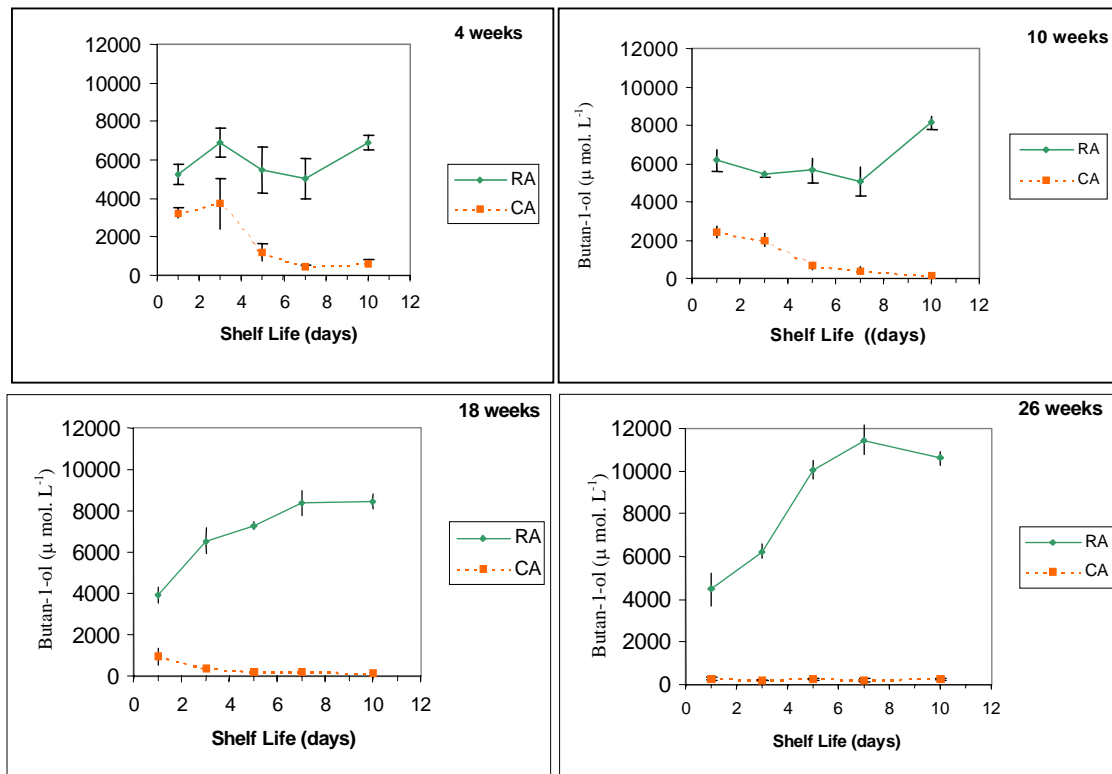 4 weeks
12000
10000
8000
6000
4000
2000
0
0 2 4 6 8 10 12
Shelf Life (days)
RA
CA
10 weeks
Butan-1-ol (µ mol. L-1)
12000
10000
8000
6000
4000
2000
0
0 2 4 6 8 10 12
Shelf Life ((days)
RA
CA
18 weeks
Butan-1-ol (µ mol. L-1)
12000
10000
8000
6000
4000
2000
0
0 2 4 6 8 10 12
Shelf Life (days)
RA
CA
26 weeks
Butan-1-ol (µ mol. L-1)
12000
10000
8000
6000
4000
2000
0
0 2 4 6 8 10 12
Shelf Life (days)
RA
CA